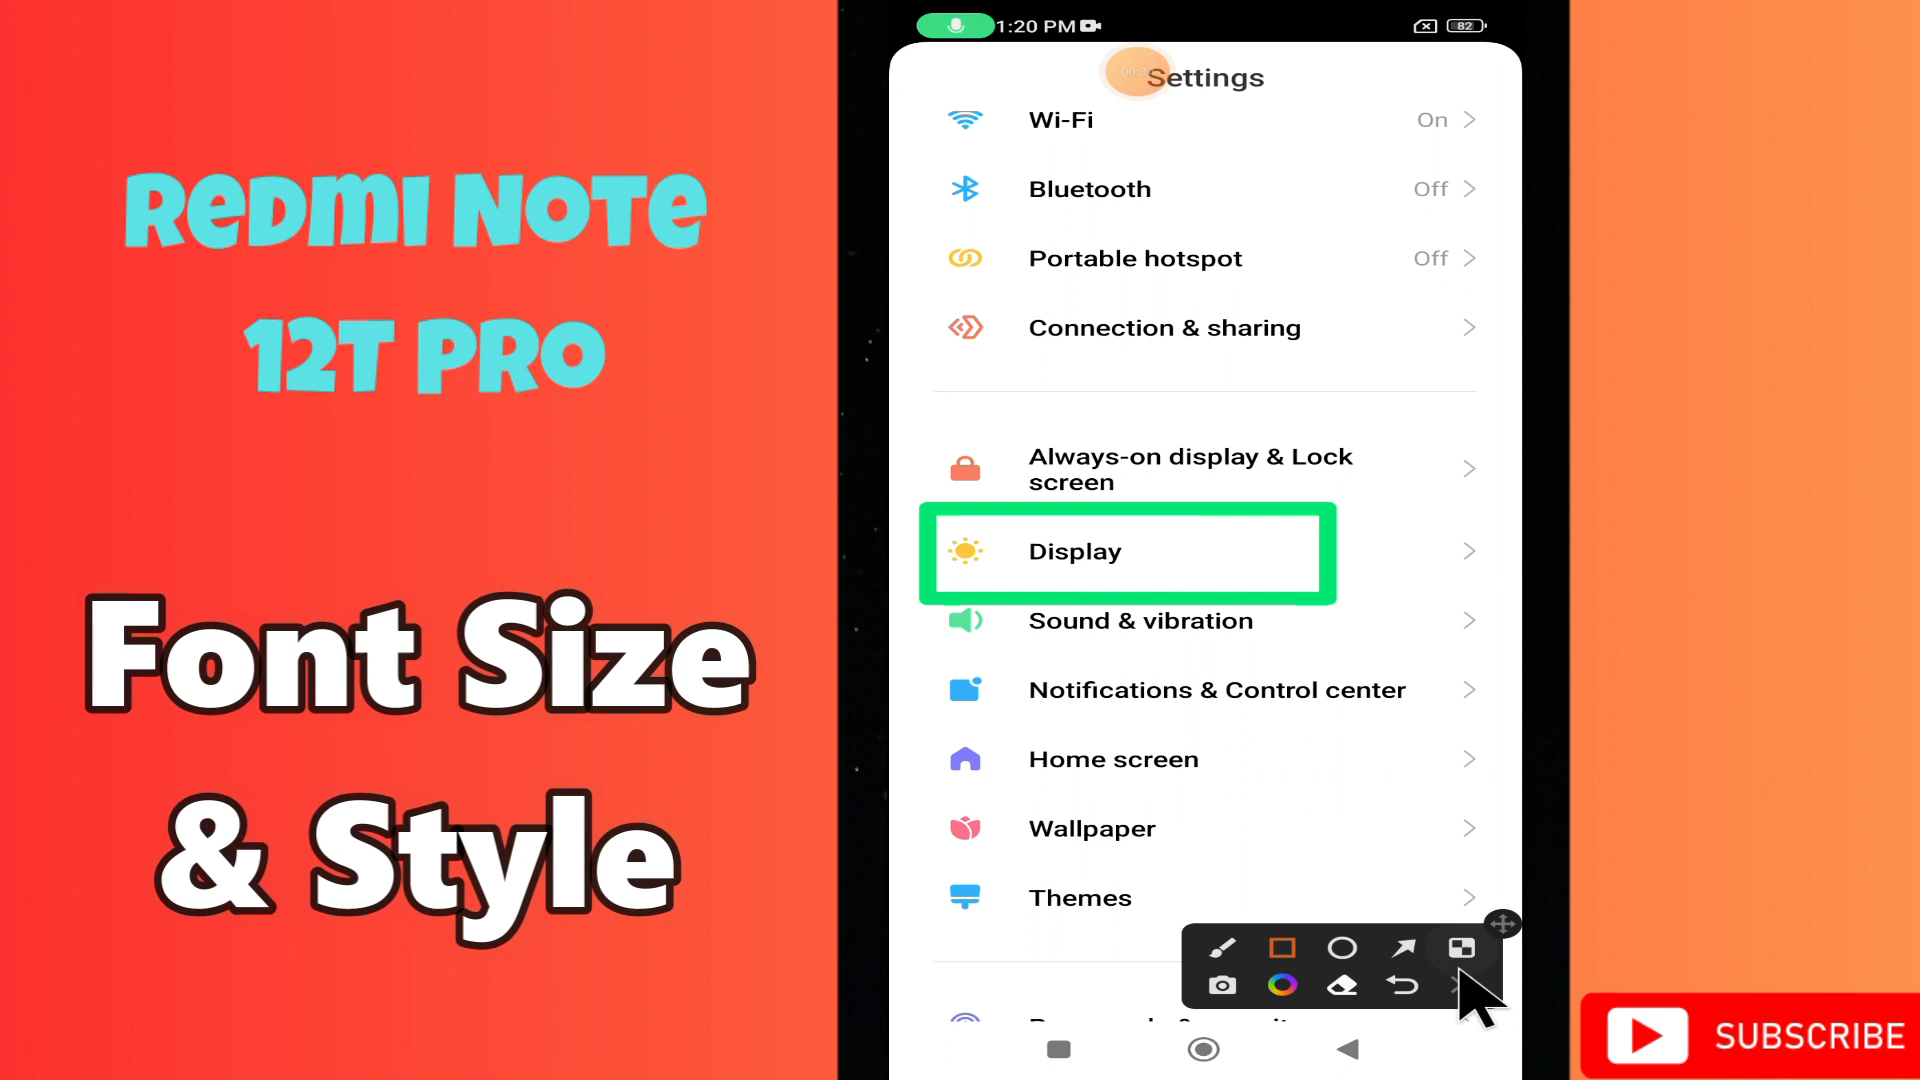 Redmi Note
12T Pro
Font Size
& Style
1:20 PM
82
Settings
Wi-Fi
On
Bluetooth
Off
Portable hotspot
Off
Connection & sharing
Always-on display & Lock
screen
Display
Sound & vibration
Notifications & Control center
Home screen
Wallpaper
Themes
SUBSCRIBE